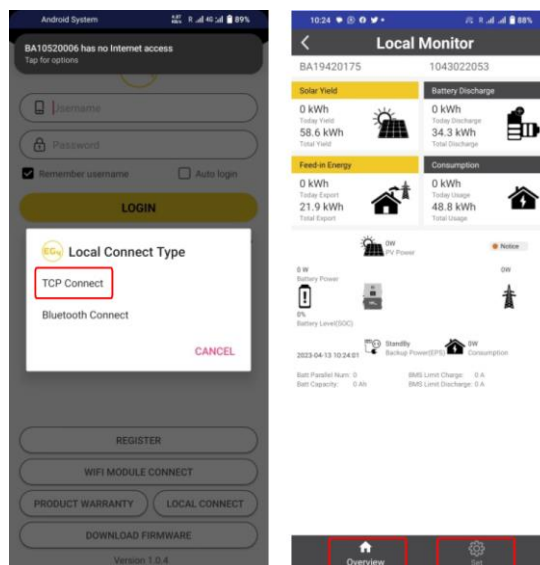 Android System
R 4G 89%
BA10520006 has no Internet access
Tap for options
Username
Password
Remember username
Auto login
LOGIN
EG4 Local Connect Type
TCP Connect
Bluetooth Connect
CANCEL
REGISTER
WIFI MODULE CONNECT
PRODUCT WARRANTY
LOCAL CONNECT
DOWNLOAD FIRMWARE
Version 1.0.4
10:24
R 88%
Local Monitor
BA19420175
1043022053
Solar Yield
0 kWh
Today Yield
58.6 kWh
Total Yield
Battery Discharge
0 kWh
Today Discharge
34.3 kWh
Total Discharge
Feed-in Energy
0 kWh
Today Export
21.9 kWh
Total Export
Consumption
0 kWh
Today Usage
48.8 kWh
Total Usage
0W
PV Power
Notice
0 W
Battery Power
0W
0%
Battery Level(SOC)
2023-04-13 10:24:01
StandBy
Backup Power(EPS)
0W
Consumption
Batt Parallel Num: 0
BMS Limit Charge: 0 A
Batt Capacity: 0 Ah
BMS Limit Discharge: 0 A
Overview
Set